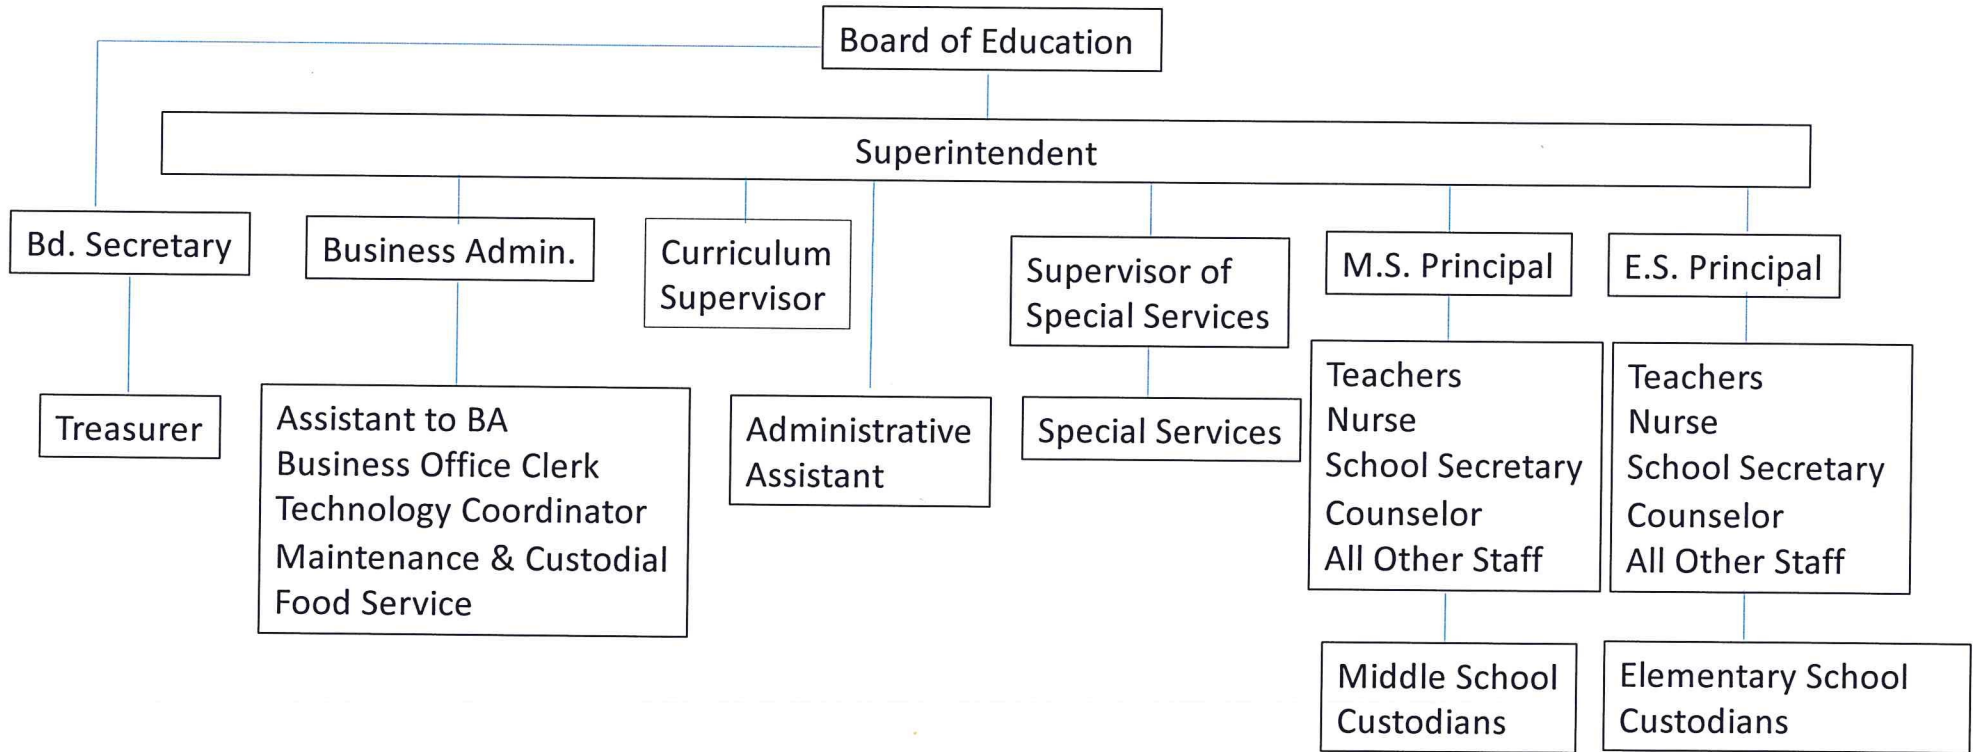 Board of Education
Superintendent
Bd. Secretary
Business Admin.
Curriculum
Supervisor
Supervisor of
Special Services
M.S. Principal
E.S. Principal
Treasurer
Assistant to BA
Business Office Clerk
Technology Coordinator
Maintenance & Custodial
Food Service
Administrative
Assistant
Special Services
Teachers
Nurse
School Secretary
Counselor
All Other Staff
Teachers
Nurse
School Secretary
Counselor
All Other Staff
Middle School
Custodians
Elementary School
Custodians